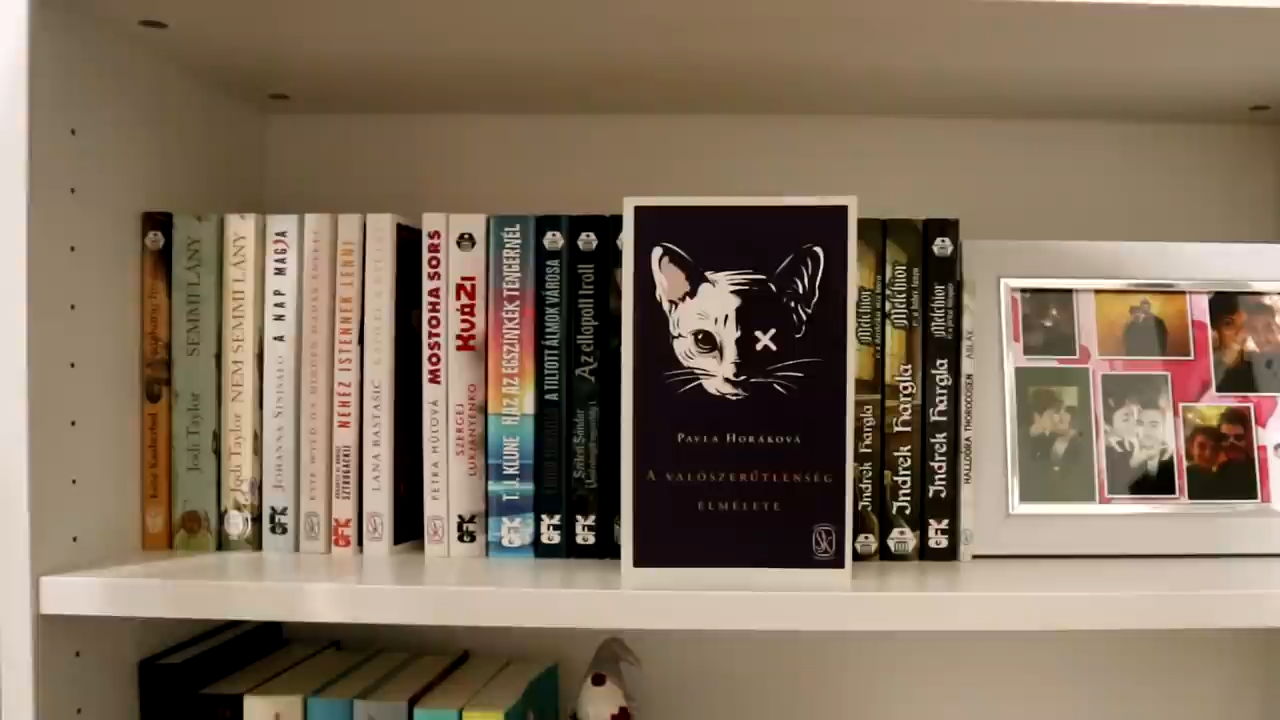 Jodi Taylor SEMMI LÁNY
Jodi Taylor NEM SEMMI LÁNY
GFK JOHANNA SINISALO A NAP MAGJA
GFK SZTRUGACKIJ NEHÉZ ISTENNEK LENNI
LANA BASTAŠIĆ
PETRA HŮLOVÁ MOSTOHA SORS
GFK SZERGEJ LUKJANYENKO KVÁZI
GFK T. J. KLUNE HÁZ AZ ÉGSZÍNKÉK TENGERNÉL
GFK A TILTOTT ÁLMOK VÁROSA
GFK Szélesi Sándor Az ellopott troll
PAVLA HORÁKOVÁ
A VALÓSZERŰTLENSÉG
ELMÉLETE
Indrek Hargla Melchior
Indrek Hargla Melchior
GFK Indrek Hargla Melchior
HALLDÓRA THORODDSEN